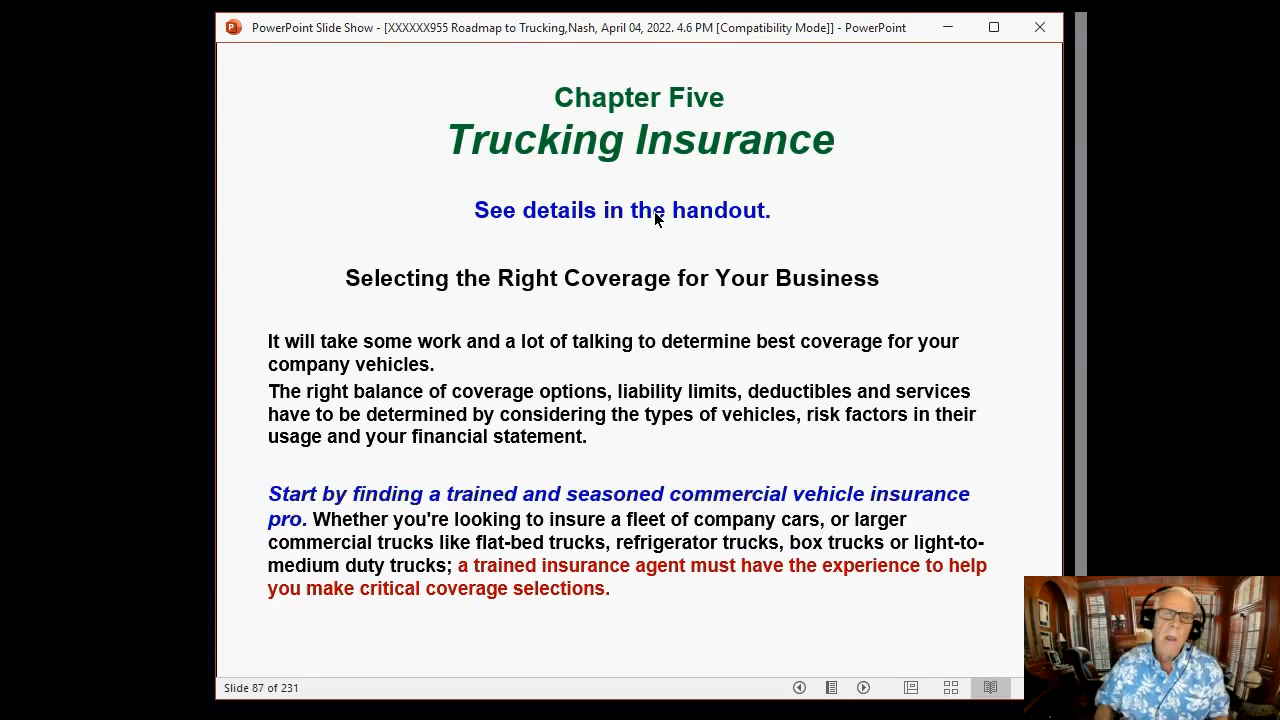 PowerPoint Slide Show - [XXXXXX955 Roadmap to Trucking,Nash, April 04, 2022. 4.6 PM [Compatibility Mode]] - PowerPoint
Chapter Five
Trucking Insurance
See details in the handout.
Selecting the Right Coverage for Your Business
It will take some work and a lot of talking to determine best coverage for your
company vehicles.
The right balance of coverage options, liability limits, deductibles and services
have to be determined by considering the types of vehicles, risk factors in their
usage and your financial statement.
Start by finding a trained and seasoned commercial vehicle insurance
pro. Whether you're looking to insure a fleet of company cars, or larger
commercial trucks like flat-bed trucks, refrigerator trucks, box trucks or light-to-
medium duty trucks; a trained insurance agent must have the experience to help
you make critical coverage selections.
Slide 87 of 231